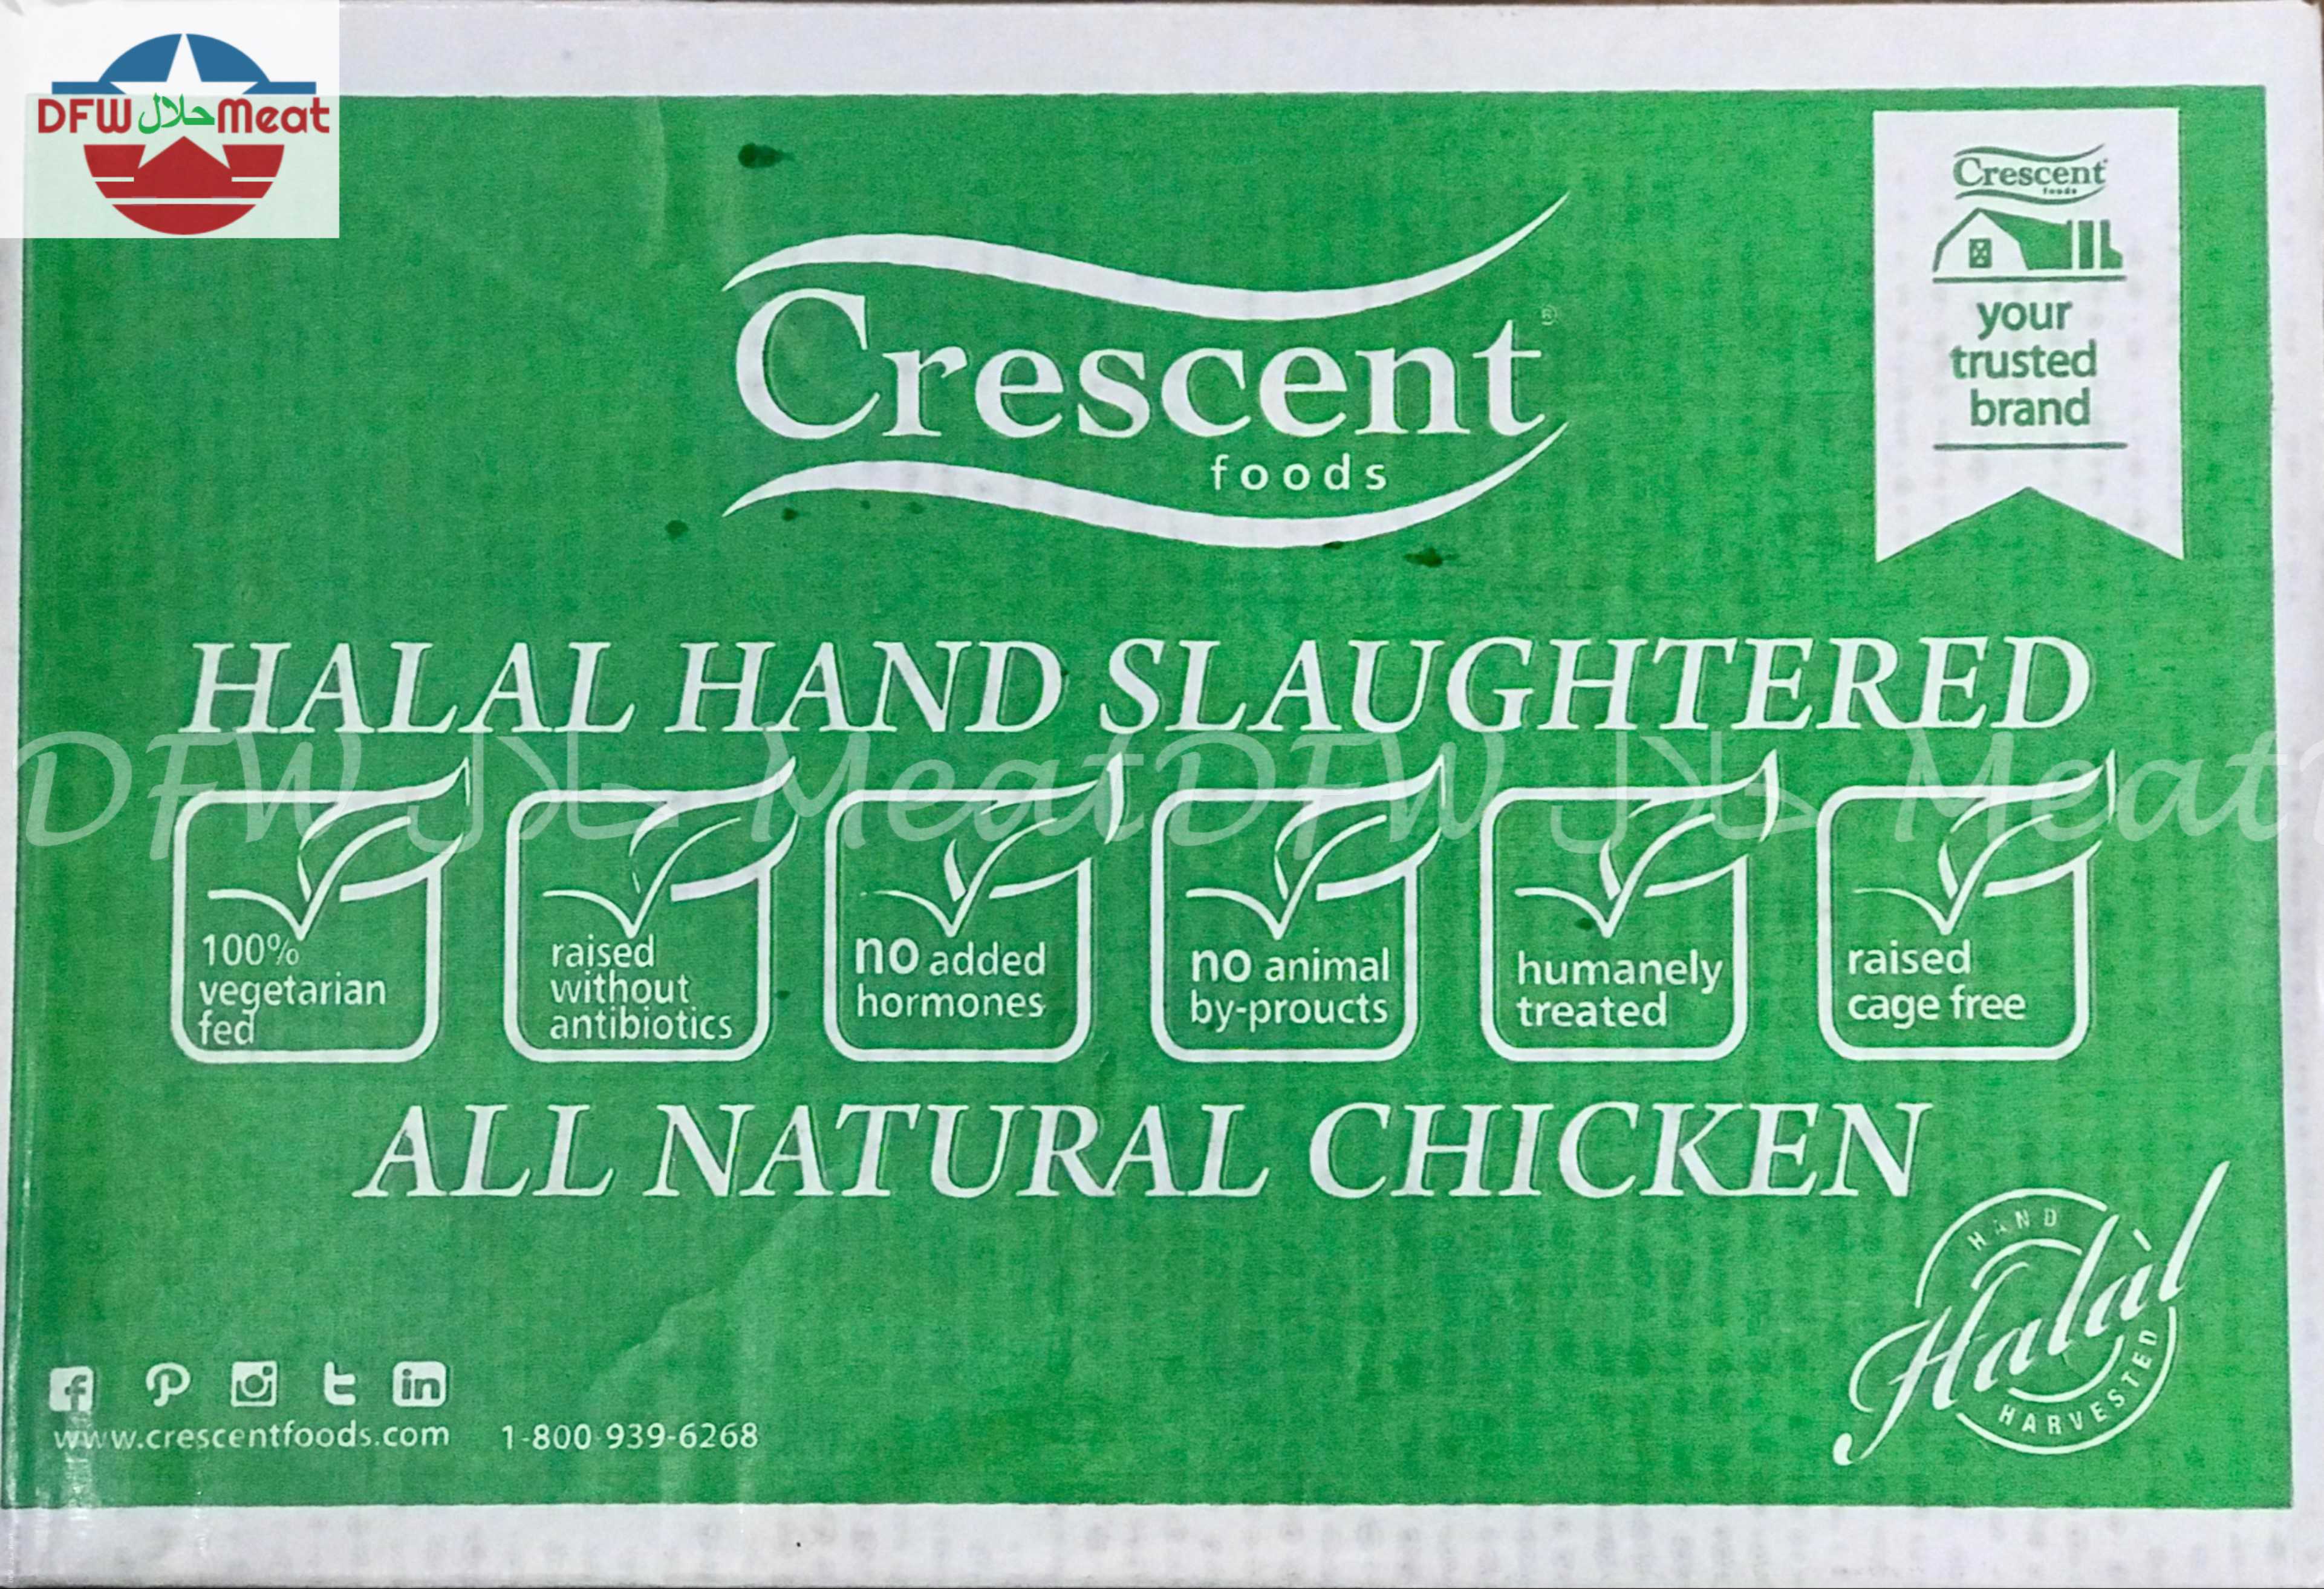 DFW حلال Meat
Crescent
foods
your
trusted
brand
Crescent®
foods
HALAL HAND SLAUGHTERED
DFW حلال Meat DFW حلال Meat
100%
vegetarian
fed
raised
without
antibiotics
no added
hormones
no animal
by-proucts
humanely
treated
raised
cage free
ALL NATURAL CHICKEN
HAND
Halal
HARVESTED
www.crescentfoods.com 1-800-939-6268